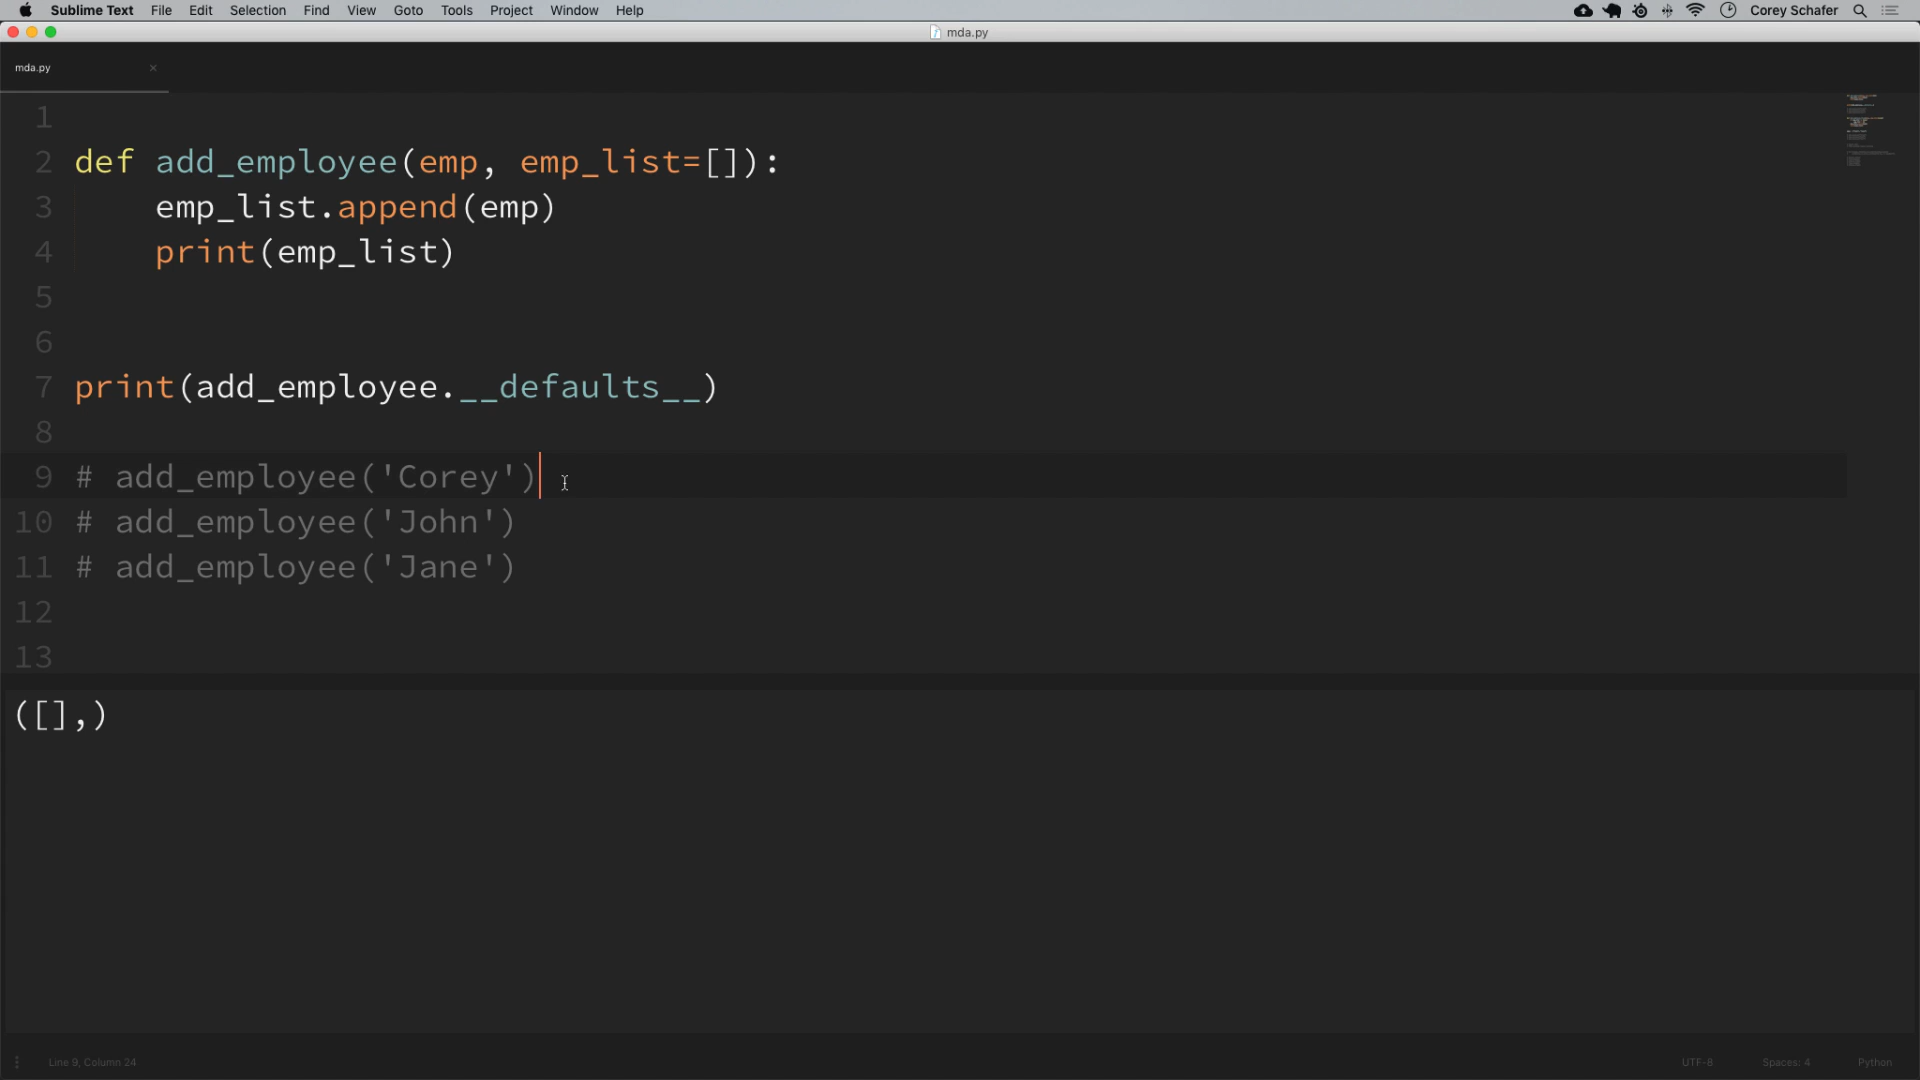 Sublime Text File Edit Selection Find View Goto Tools Project Window Help Corey Schafer
mda.py
mda.py ×
1
2 def add_employee(emp, emp_list=[]):
3     emp_list.append(emp)
4     print(emp_list)
5
6
7 print(add_employee.__defaults__)
8
9 # add_employee('Corey')
10 # add_employee('John')
11 # add_employee('Jane')
12
13
([],)
Line 9, Column 24 UTF-8 Spaces: 4 Python